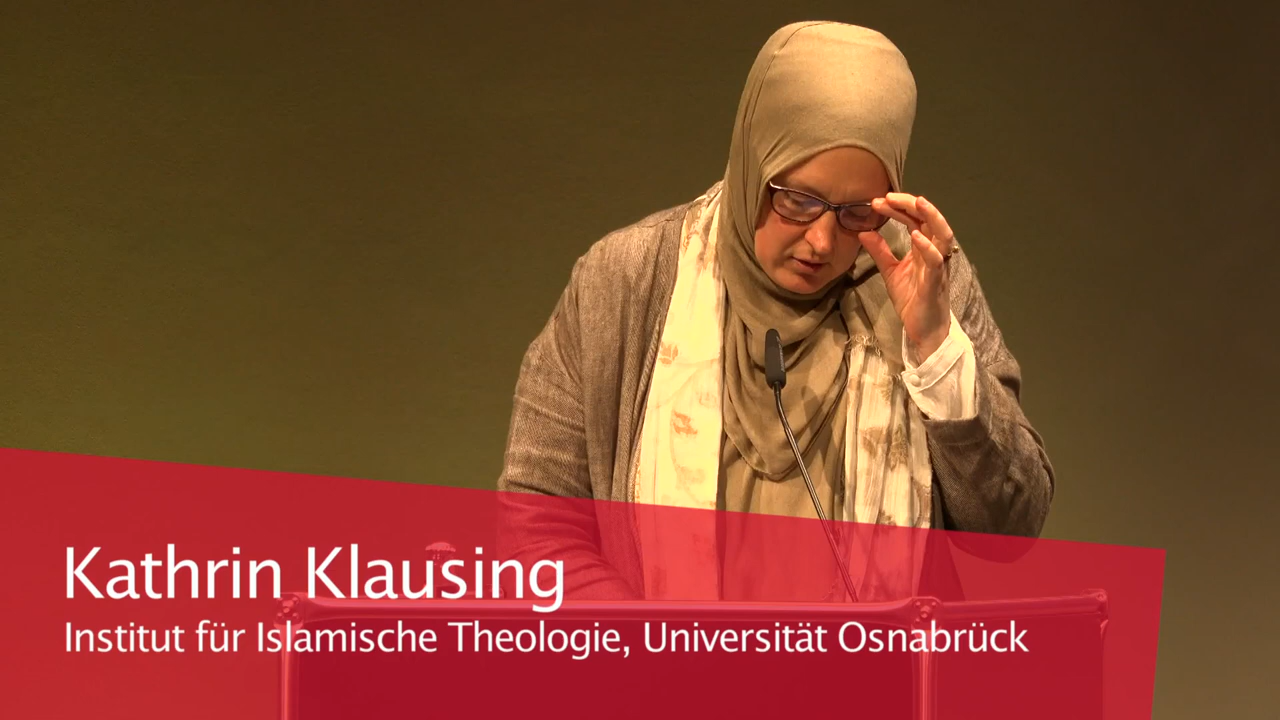 Kathrin Klausing
Institut für Islamische Theologie, Universität Osnabrück